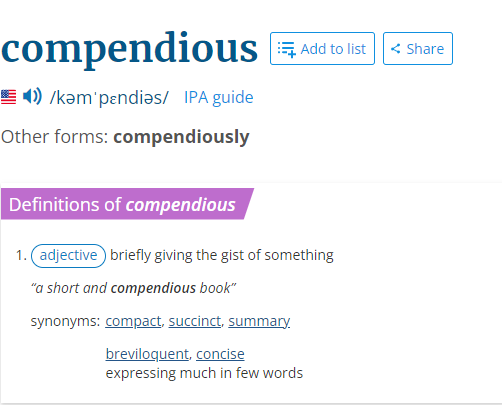 compendious Add to list Share
/kəmˈpɛndiəs/ IPA guide
Other forms: compendiously
Definitions of compendious
1. adjective briefly giving the gist of something
“a short and compendious book”
synonyms: compact, succinct, summary
breviloquent, concise
expressing much in few words